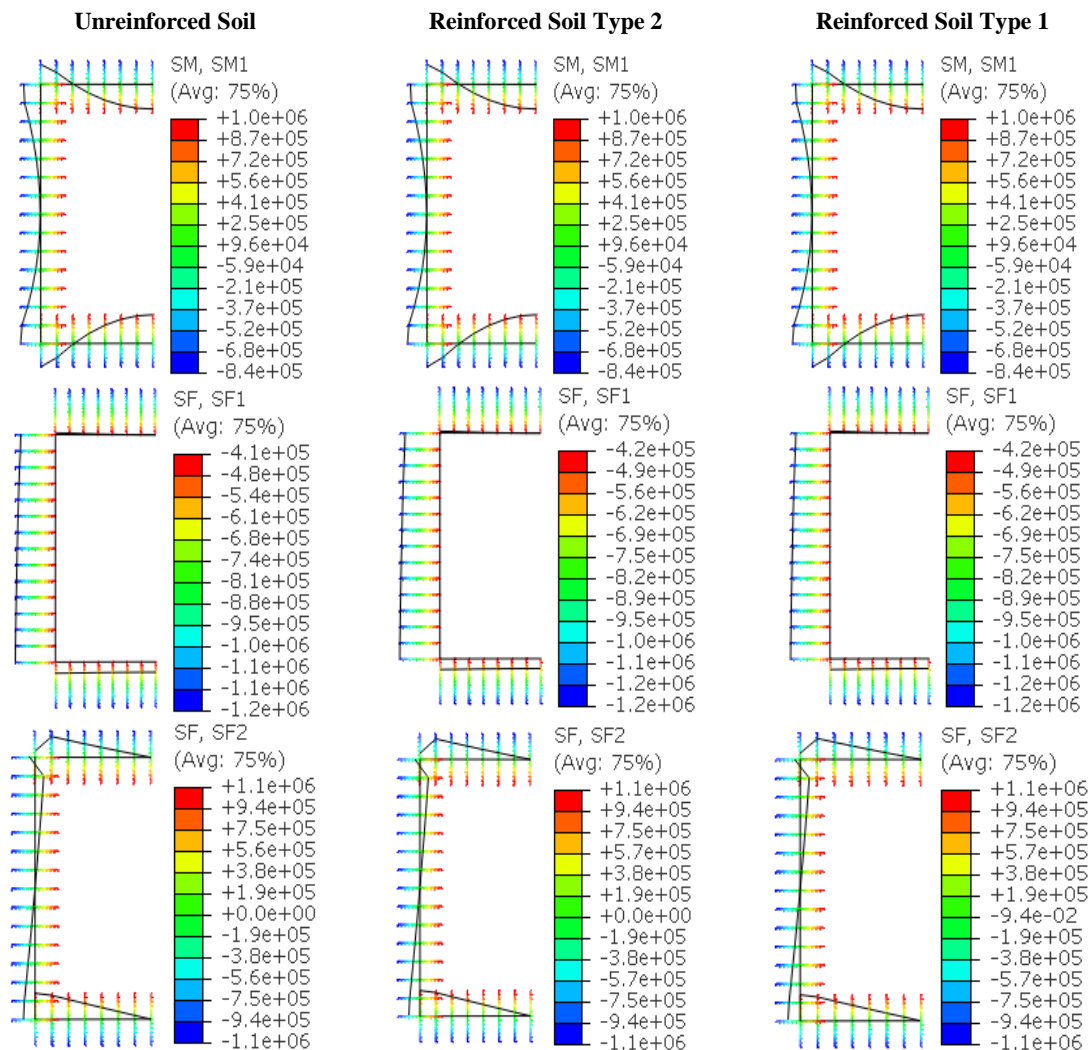 Unreinforced Soil
Reinforced Soil Type 2
Reinforced Soil Type 1
SM, SM1
(Avg: 75%)
+1.0e+06
+8.7e+05
+7.2e+05
+5.6e+05
+4.1e+05
+2.5e+05
+9.6e+04
-5.9e+04
-2.1e+05
-3.7e+05
-5.2e+05
-6.8e+05
-8.4e+05
SM, SM1
(Avg: 75%)
+1.0e+06
+8.7e+05
+7.2e+05
+5.6e+05
+4.1e+05
+2.5e+05
+9.6e+04
-5.9e+04
-2.1e+05
-3.7e+05
-5.2e+05
-6.8e+05
-8.4e+05
SM, SM1
(Avg: 75%)
+1.0e+06
+8.7e+05
+7.2e+05
+5.6e+05
+4.1e+05
+2.5e+05
+9.6e+04
-5.9e+04
-2.1e+05
-3.7e+05
-5.2e+05
-6.8e+05
-8.4e+05
SF, SF1
(Avg: 75%)
-4.1e+05
-4.8e+05
-5.4e+05
-6.1e+05
-6.8e+05
-7.4e+05
-8.1e+05
-8.8e+05
-9.5e+05
-1.0e+06
-1.1e+06
-1.1e+06
-1.2e+06
SF, SF1
(Avg: 75%)
-4.2e+05
-4.9e+05
-5.6e+05
-6.2e+05
-6.9e+05
-7.5e+05
-8.2e+05
-8.9e+05
-9.5e+05
-1.0e+06
-1.1e+06
-1.2e+06
-1.2e+06
SF, SF1
(Avg: 75%)
-4.2e+05
-4.9e+05
-5.6e+05
-6.2e+05
-6.9e+05
-7.5e+05
-8.2e+05
-8.9e+05
-9.5e+05
-1.0e+06
-1.1e+06
-1.2e+06
-1.2e+06
SF, SF2
(Avg: 75%)
+1.1e+06
+9.4e+05
+7.5e+05
+5.6e+05
+3.8e+05
+1.9e+05
+0.0e+00
-1.9e+05
-3.8e+05
-5.6e+05
-7.5e+05
-9.4e+05
-1.1e+06
SF, SF2
(Avg: 75%)
+1.1e+06
+9.4e+05
+7.5e+05
+5.7e+05
+3.8e+05
+1.9e+05
+0.0e+00
-1.9e+05
-3.8e+05
-5.7e+05
-7.5e+05
-9.4e+05
-1.1e+06
SF, SF2
(Avg: 75%)
+1.1e+06
+9.4e+05
+7.5e+05
+5.7e+05
+3.8e+05
+1.9e+05
-9.4e-02
-1.9e+05
-3.8e+05
-5.7e+05
-7.5e+05
-9.4e+05
-1.1e+06